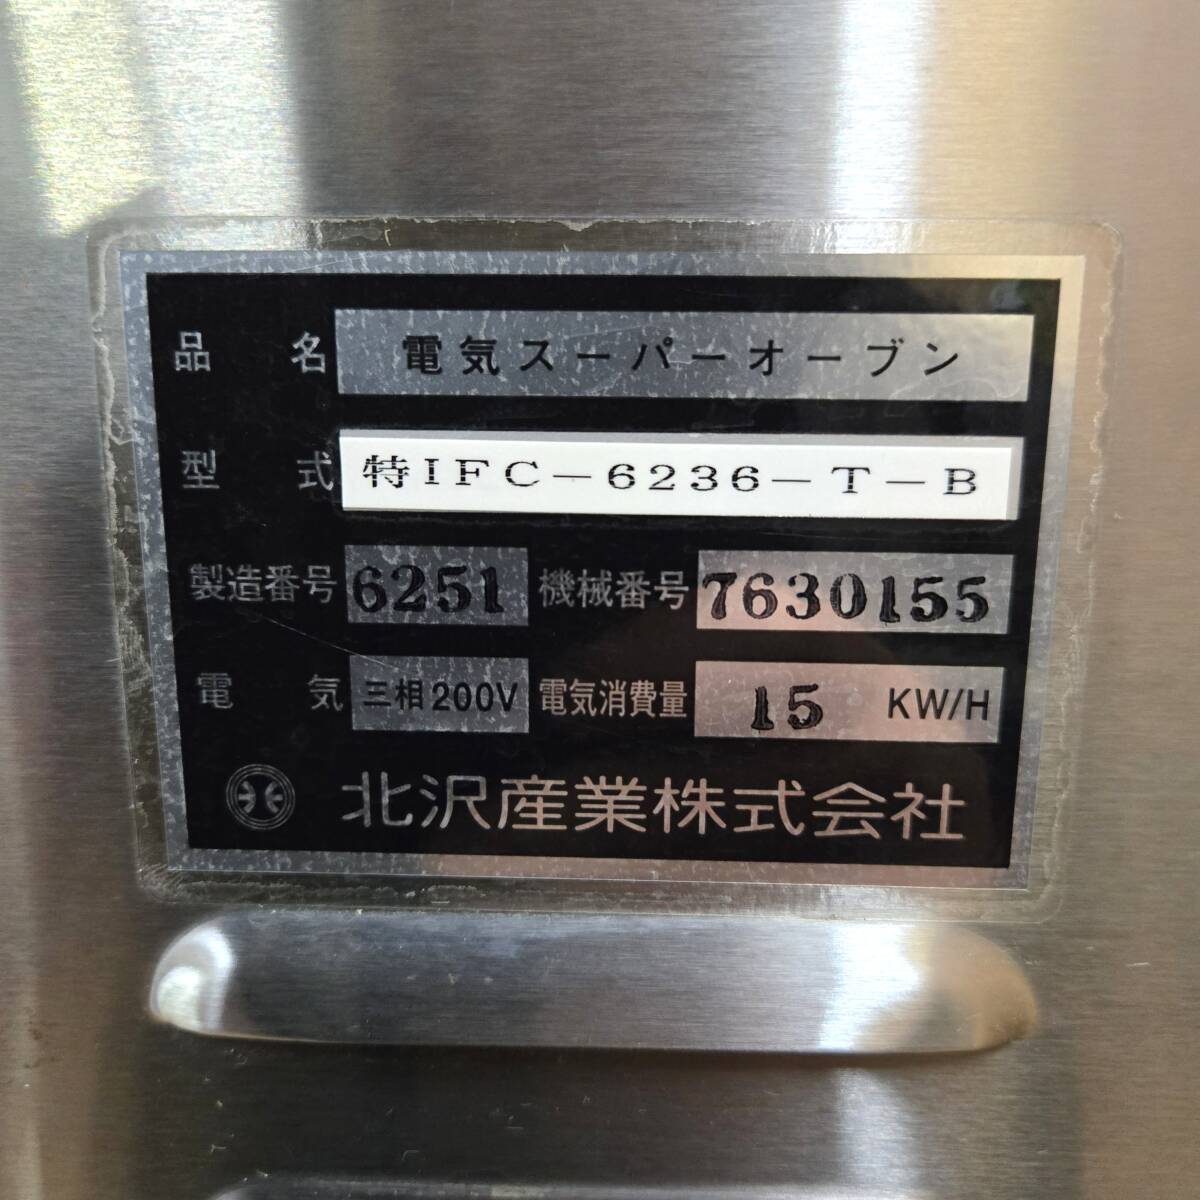 品名 電気スーパーオーブン
型式 特IFC-6236-T-B
製造番号 6251 機械番号 7630155
電気 三相200V 電気消費量 15 KW/H
北沢産業株式会社